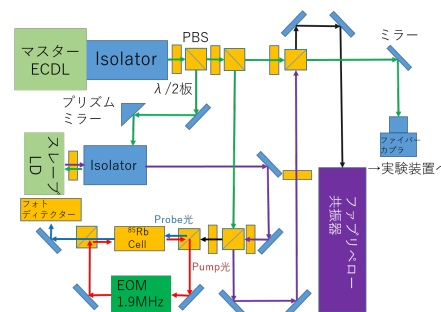 マスター
ECDL
Isolator
PBS
ミラー
λ/2板
プリズム
ミラー
ファイバー
カプラ
→実験装置へ
スレーブ
LD
Isolator
フォト
ディテクター
⁸⁵Rb
Cell
Probe光
Pump光
EOM
1.9MHz
ファブリペロー
共振器